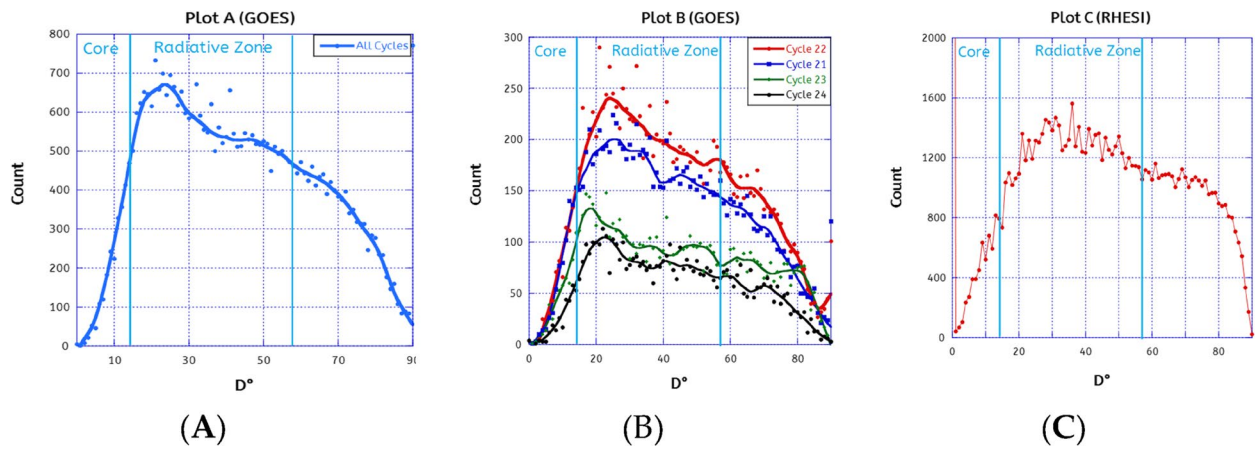 Plot A (GOES)
800
700
600
500
400
300
200
100
0
Count
Core
Radiative Zone
All Cycles
10
30
50
70
90
D°
(A)
Plot B (GOES)
300
250
200
150
100
50
0
Count
Core
Radiative Zone
Cycle 22
Cycle 21
Cycle 23
Cycle 24
0
20
40
60
80
D°
(B)
Plot C (RHESI)
2000
1600
1200
800
400
0
Count
Core
Radiative Zone
0
20
40
60
80
D°
(C)